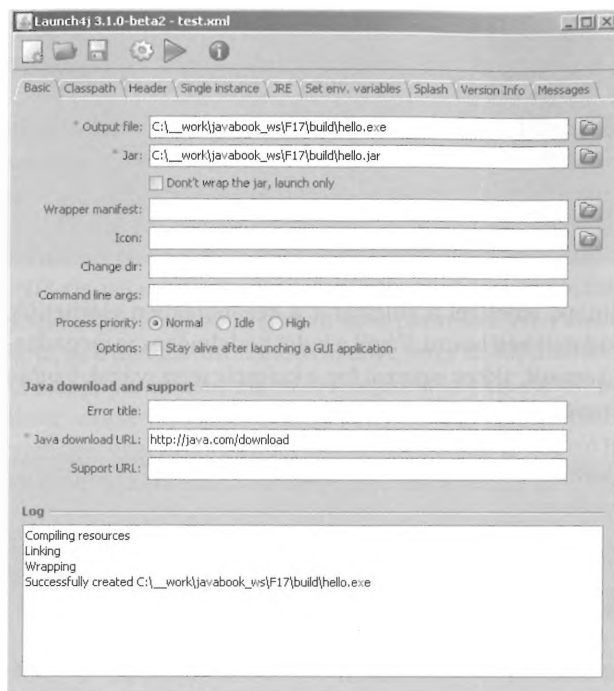 Launch4j 3.1.0-beta2 - test.xml
Basic Classpath Header Single instance JRE Set env. variables Splash Version Info Messages
* Output file: C:\__work\javabook_ws\F17\build\hello.exe
* Jar: C:\__work\javabook_ws\F17\build\hello.jar
Dont't wrap the jar, launch only
Wrapper manifest:
Icon:
Change dir:
Command line args:
Process priority: Normal Idle High
Options: Stay alive after launching a GUI application
Java download and support
Error title:
* Java download URL: http://java.com/download
Support URL:
Log
Compiling resources
Linking
Wrapping
Successfully created C:\__work\javabook_ws\F17\build\hello.exe